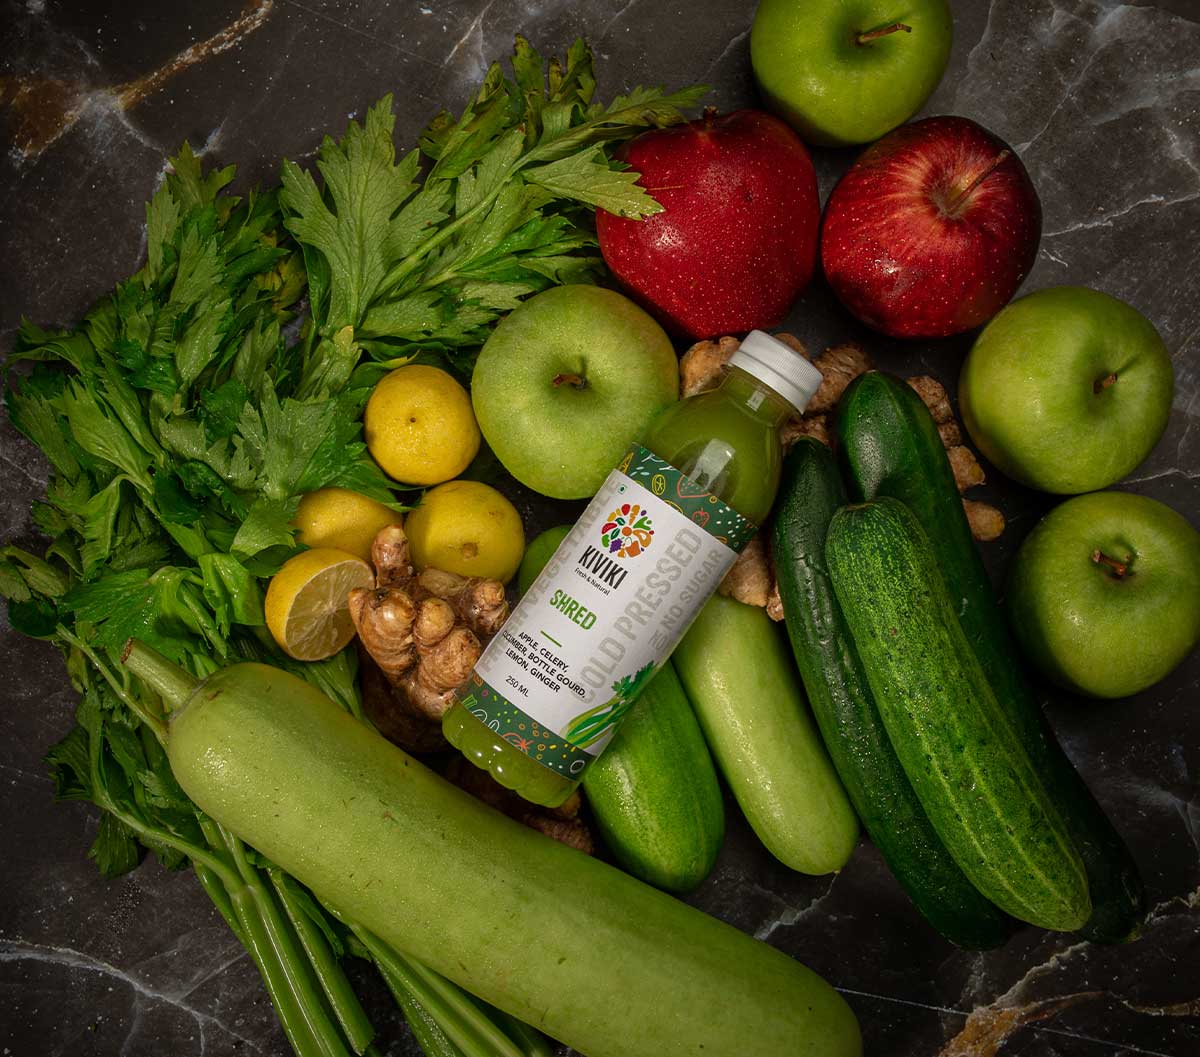 KIVIKI
Fresh & Natural
SHRED
APPLE, CELERY,
CUCUMBER, BOTTLE GOURD,
LEMON, GINGER
250 ML
COLD PRESSED
NO SUGAR